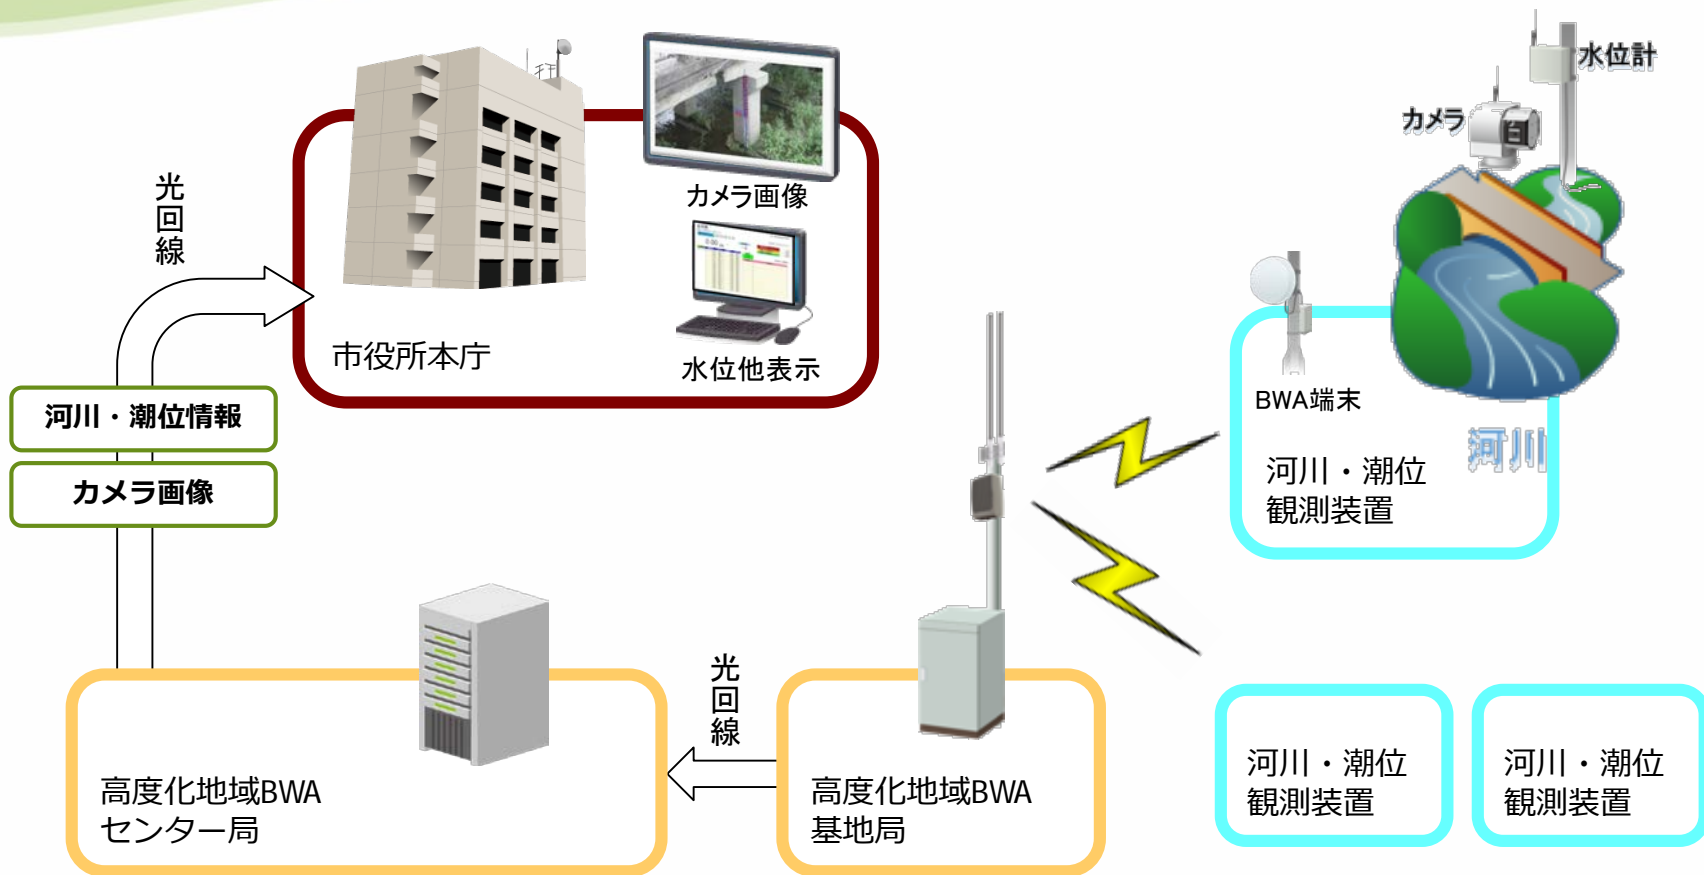 水位計
カメラ
カメラ画像
光回線
市役所本庁
水位他表示
河川・潮位情報
カメラ画像
BWA端末
河川
河川・潮位
観測装置
光回線
高度化地域BWA
センター局
高度化地域BWA
基地局
河川・潮位
観測装置
河川・潮位
観測装置